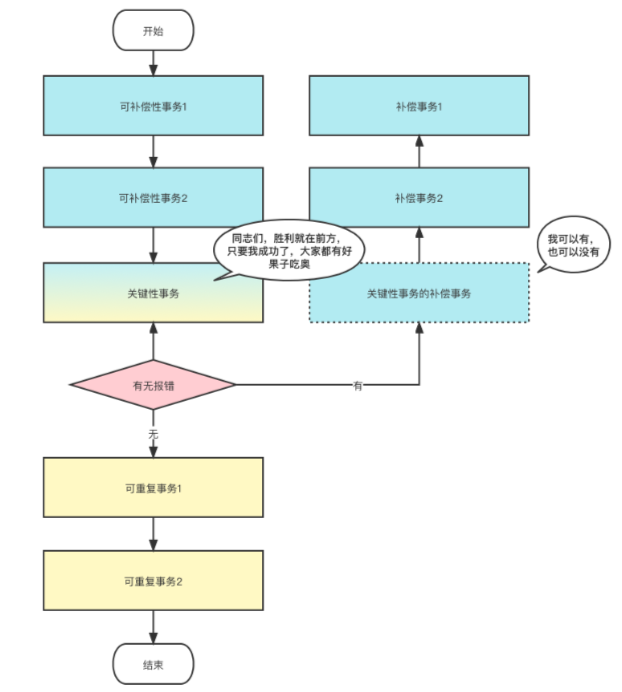 开始
可补偿性事务1
补偿事务1
可补偿性事务2
补偿事务2
同志们，胜利就在前方，
只要我成功了，大家都有好
果子吃奥
我可以有，
也可以没有
关键性事务
关键性事务的补偿事务
有无报错
有
无
可重复事务1
可重复事务2
结束